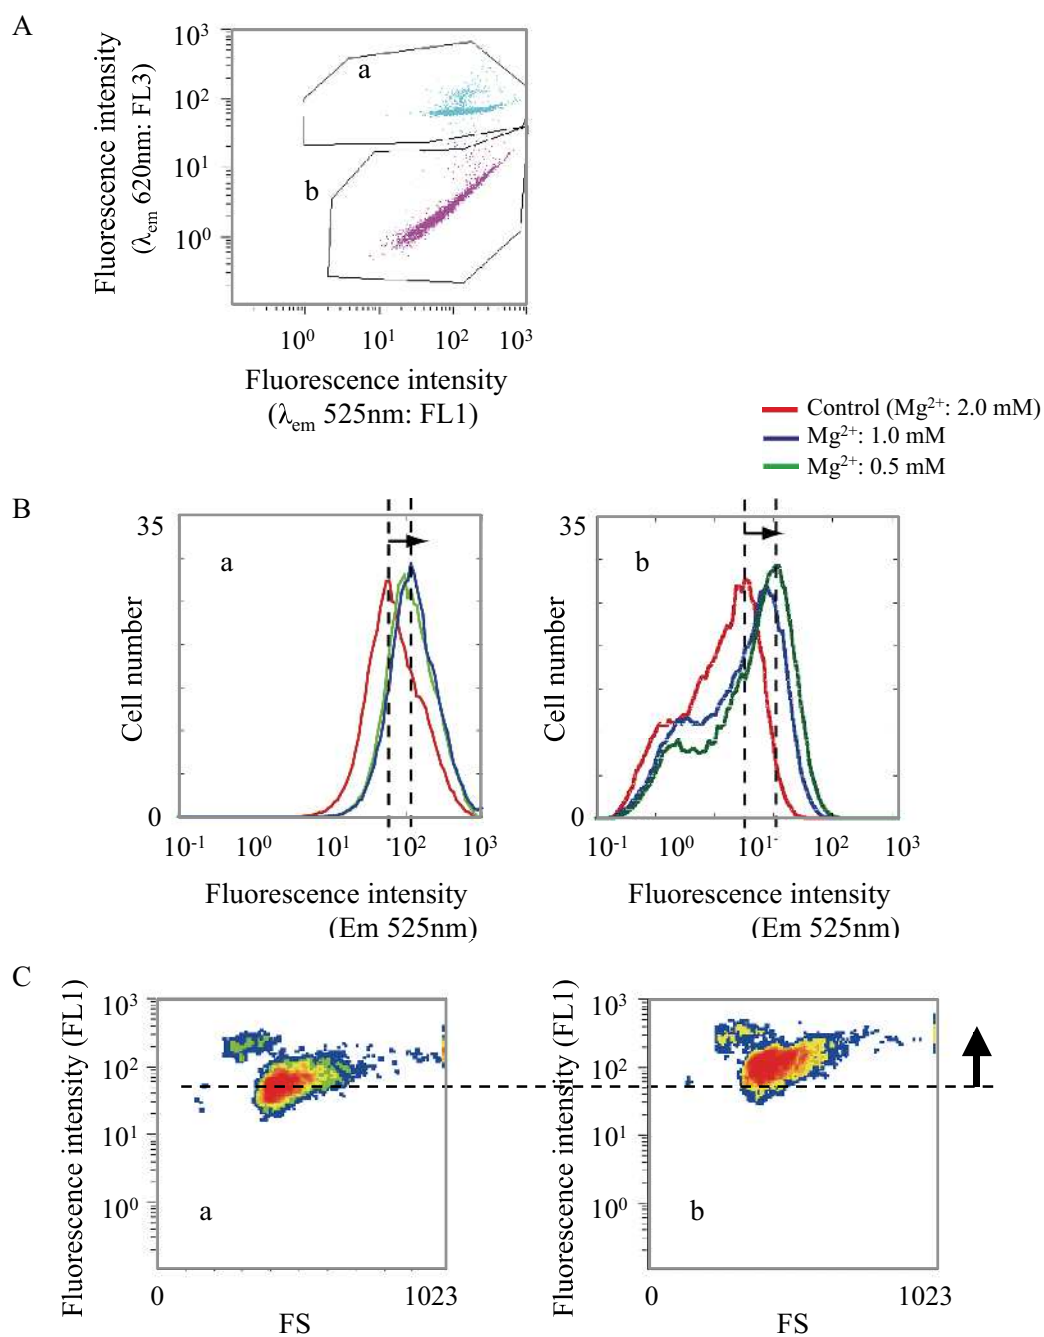 A
Fluorescence intensity
(λem 620nm: FL3)
10³
10²
10¹
10⁰
a
b
10⁰ 10¹ 10² 10³
Fluorescence intensity
(λem 525nm: FL1)
Control (Mg²⁺: 2.0 mM)
Mg²⁺: 1.0 mM
Mg²⁺: 0.5 mM
B
Cell number
35
0
a
10⁻¹ 10⁰ 10¹ 10² 10³
Fluorescence intensity
(Em 525nm)
Cell number
35
0
b
10⁻¹ 10⁰ 10¹ 10² 10³
Fluorescence intensity
(Em 525nm)
C
Fluorescence intensity (FL1)
10³
10²
10¹
10⁰
a
0 1023
FS
Fluorescence intensity (FL1)
10³
10²
10¹
10⁰
b
0 1023
FS